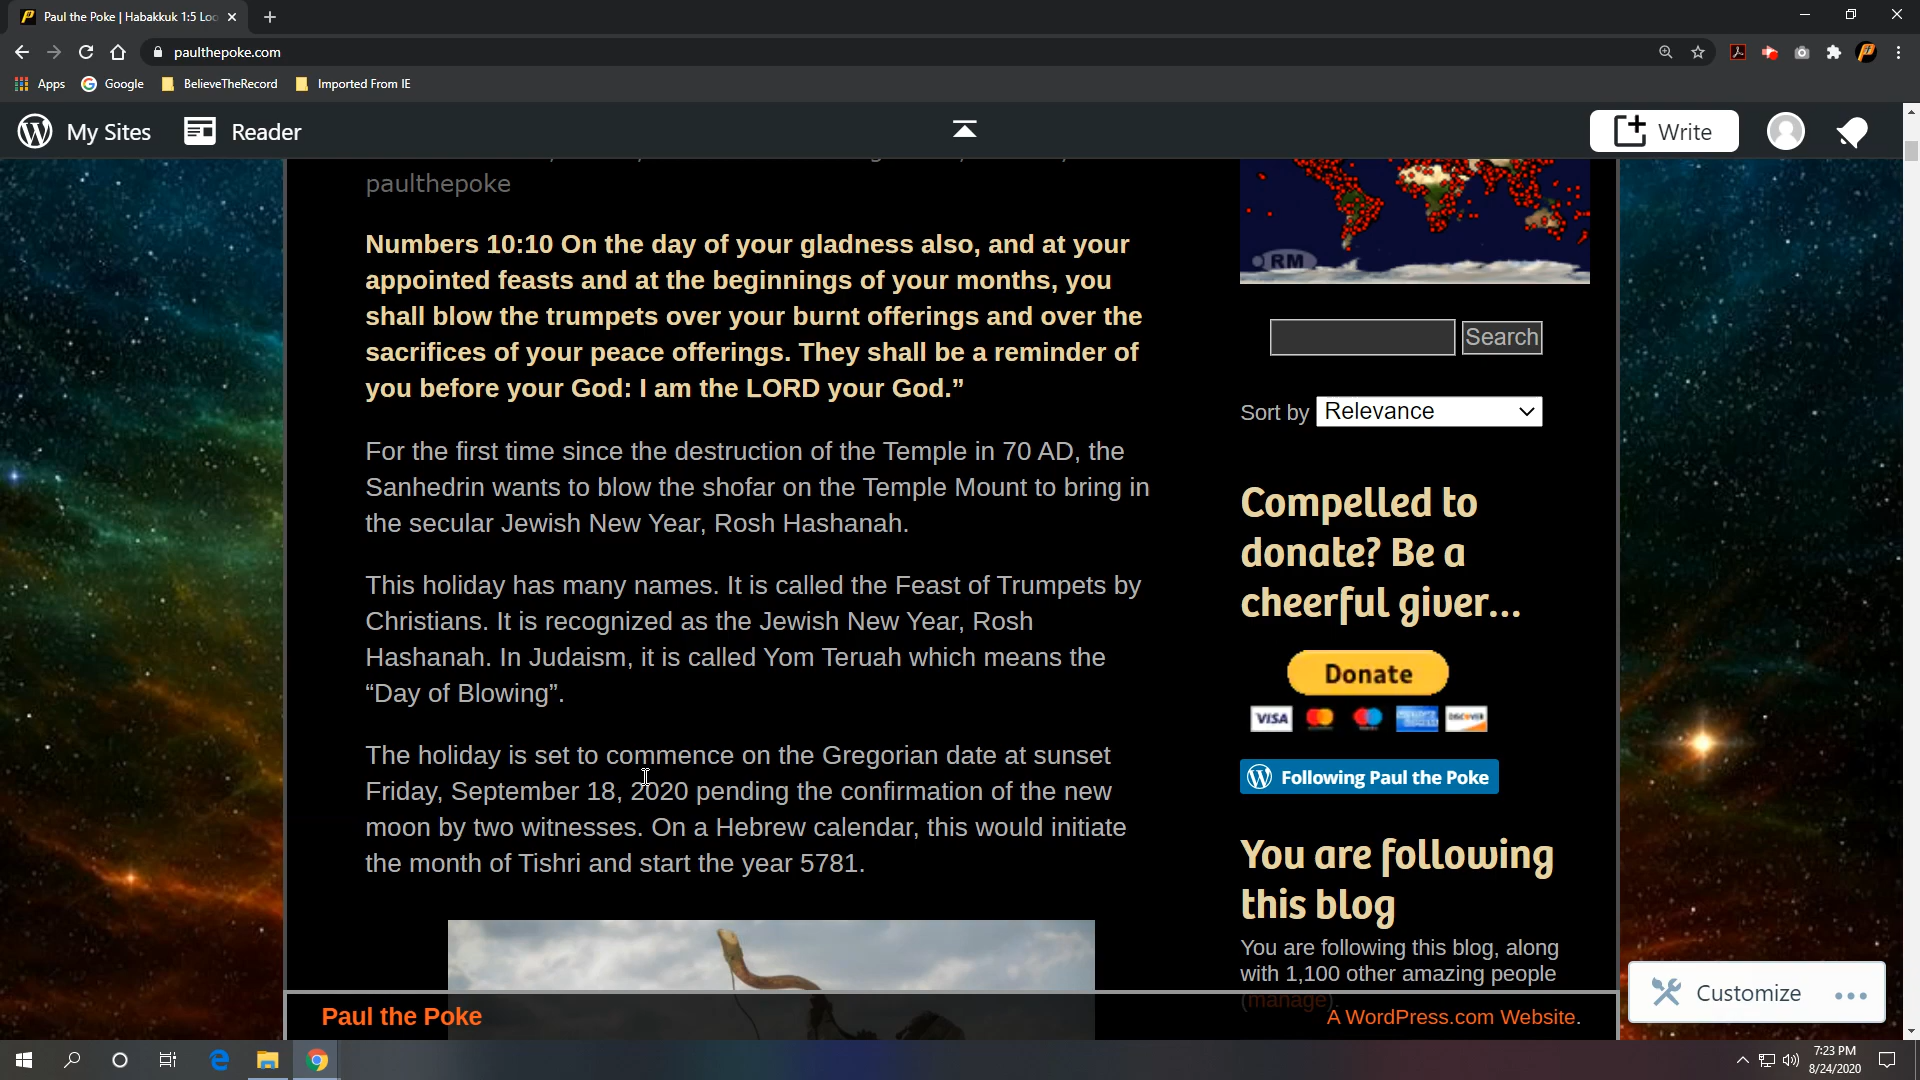 Paul the Poke | Habakkuk 1:5 Loo
paulthepoke.com
Apps
Google
BelieveTheRecord
Imported From IE
My Sites
Reader
Write
paulthepoke
Numbers 10:10 On the day of your gladness also, and at your
appointed feasts and at the beginnings of your months, you
shall blow the trumpets over your burnt offerings and over the
sacrifices of your peace offerings. They shall be a reminder of
you before your God: I am the LORD your God.”
For the first time since the destruction of the Temple in 70 AD, the
Sanhedrin wants to blow the shofar on the Temple Mount to bring in
the secular Jewish New Year, Rosh Hashanah.
This holiday has many names. It is called the Feast of Trumpets by
Christians. It is recognized as the Jewish New Year, Rosh
Hashanah. In Judaism, it is called Yom Teruah which means the
“Day of Blowing”.
The holiday is set to commence on the Gregorian date at sunset
Friday, September 18, 2020 pending the confirmation of the new
moon by two witnesses. On a Hebrew calendar, this would initiate
the month of Tishri and start the year 5781.
RM
Search
Sort by Relevance
Compelled to
donate? Be a
cheerful giver...
Donate
VISA
DISCOVER
Following Paul the Poke
You are following
this blog
You are following this blog, along
with 1,100 other amazing people
(manage).
Customize
Paul the Poke
A WordPress.com Website.
7:23 PM
8/24/2020